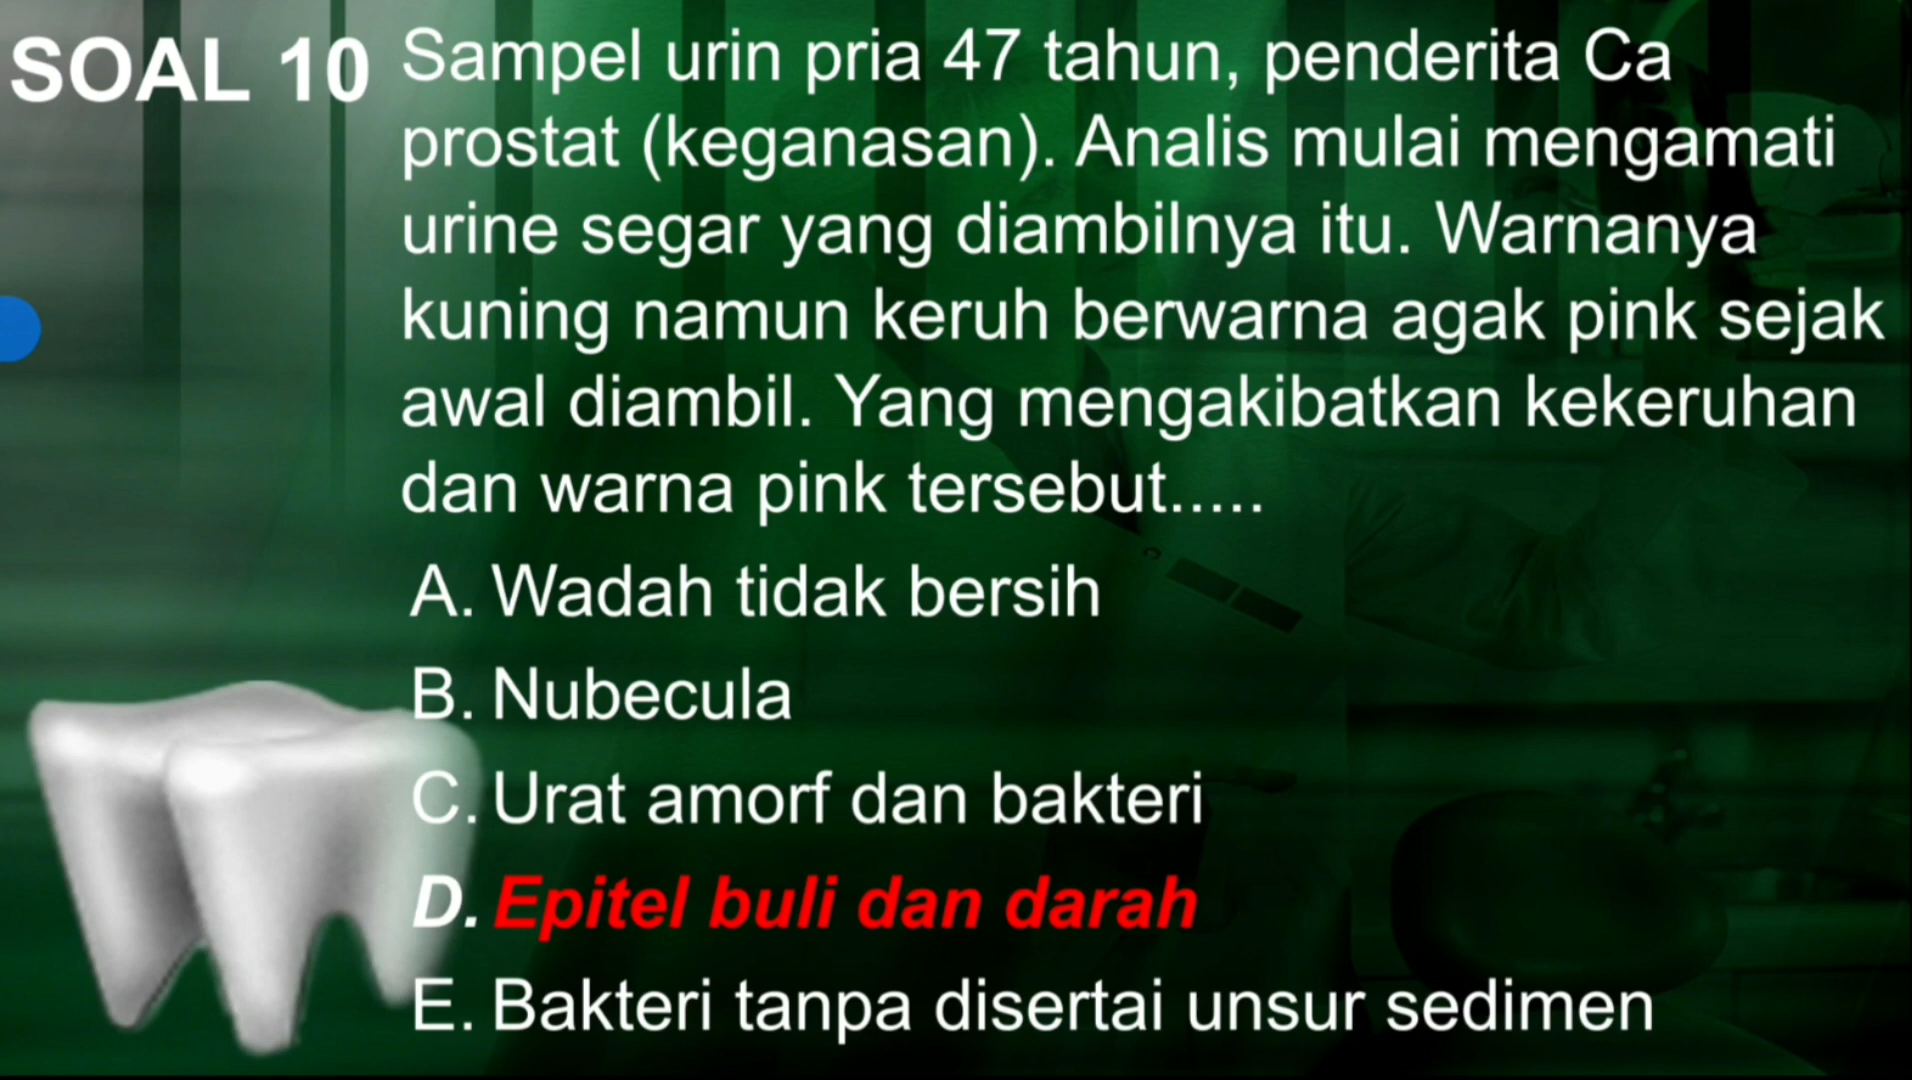 SOAL 10
Sampel urin pria 47 tahun, penderita Ca
prostat (keganasan). Analis mulai mengamati
urine segar yang diambilnya itu. Warnanya
kuning namun keruh berwarna agak pink sejak
awal diambil. Yang mengakibatkan kekeruhan
dan warna pink tersebut.....
A. Wadah tidak bersih
B. Nubecula
C. Urat amorf dan bakteri
D. Epitel buli dan darah
E. Bakteri tanpa disertai unsur sedimen